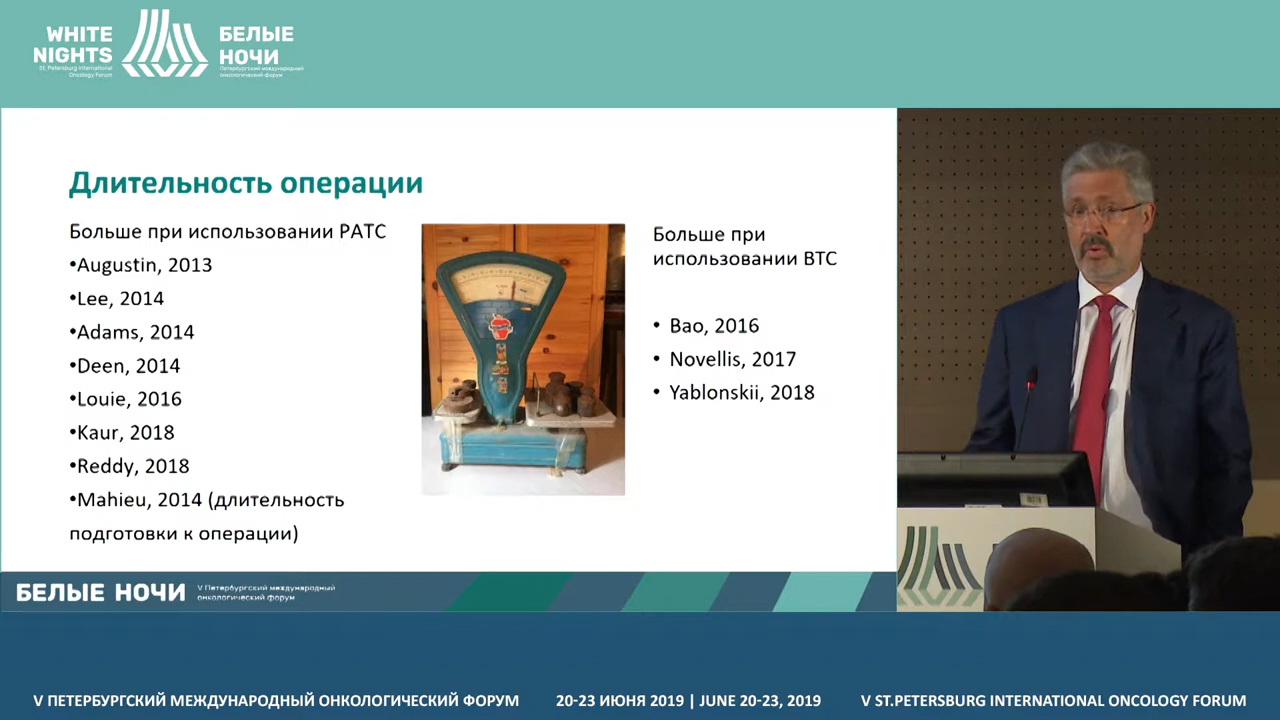 WHITE
NIGHTS
St. Petersburg International
Oncology Forum
БЕЛЫЕ
НОЧИ
Петербургский международный
онкологический форум
Длительность операции
Больше при использовании РАТС
•Augustin, 2013
•Lee, 2014
•Adams, 2014
•Deen, 2014
•Louie, 2016
•Kaur, 2018
•Reddy, 2018
•Mahieu, 2014 (длительность
подготовки к операции)
Больше при
использовании ВТС
• Bao, 2016
• Novellis, 2017
• Yablonskii, 2018
БЕЛЫЕ НОЧИ
V Петербургский международный
онкологический форум
V ПЕТЕРБУРГСКИЙ МЕЖДУНАРОДНЫЙ ОНКОЛОГИЧЕСКИЙ ФОРУМ
20-23 ИЮНЯ 2019 | JUNE 20-23, 2019
V ST.PETERSBURG INTERNATIONAL ONCOLOGY FORUM